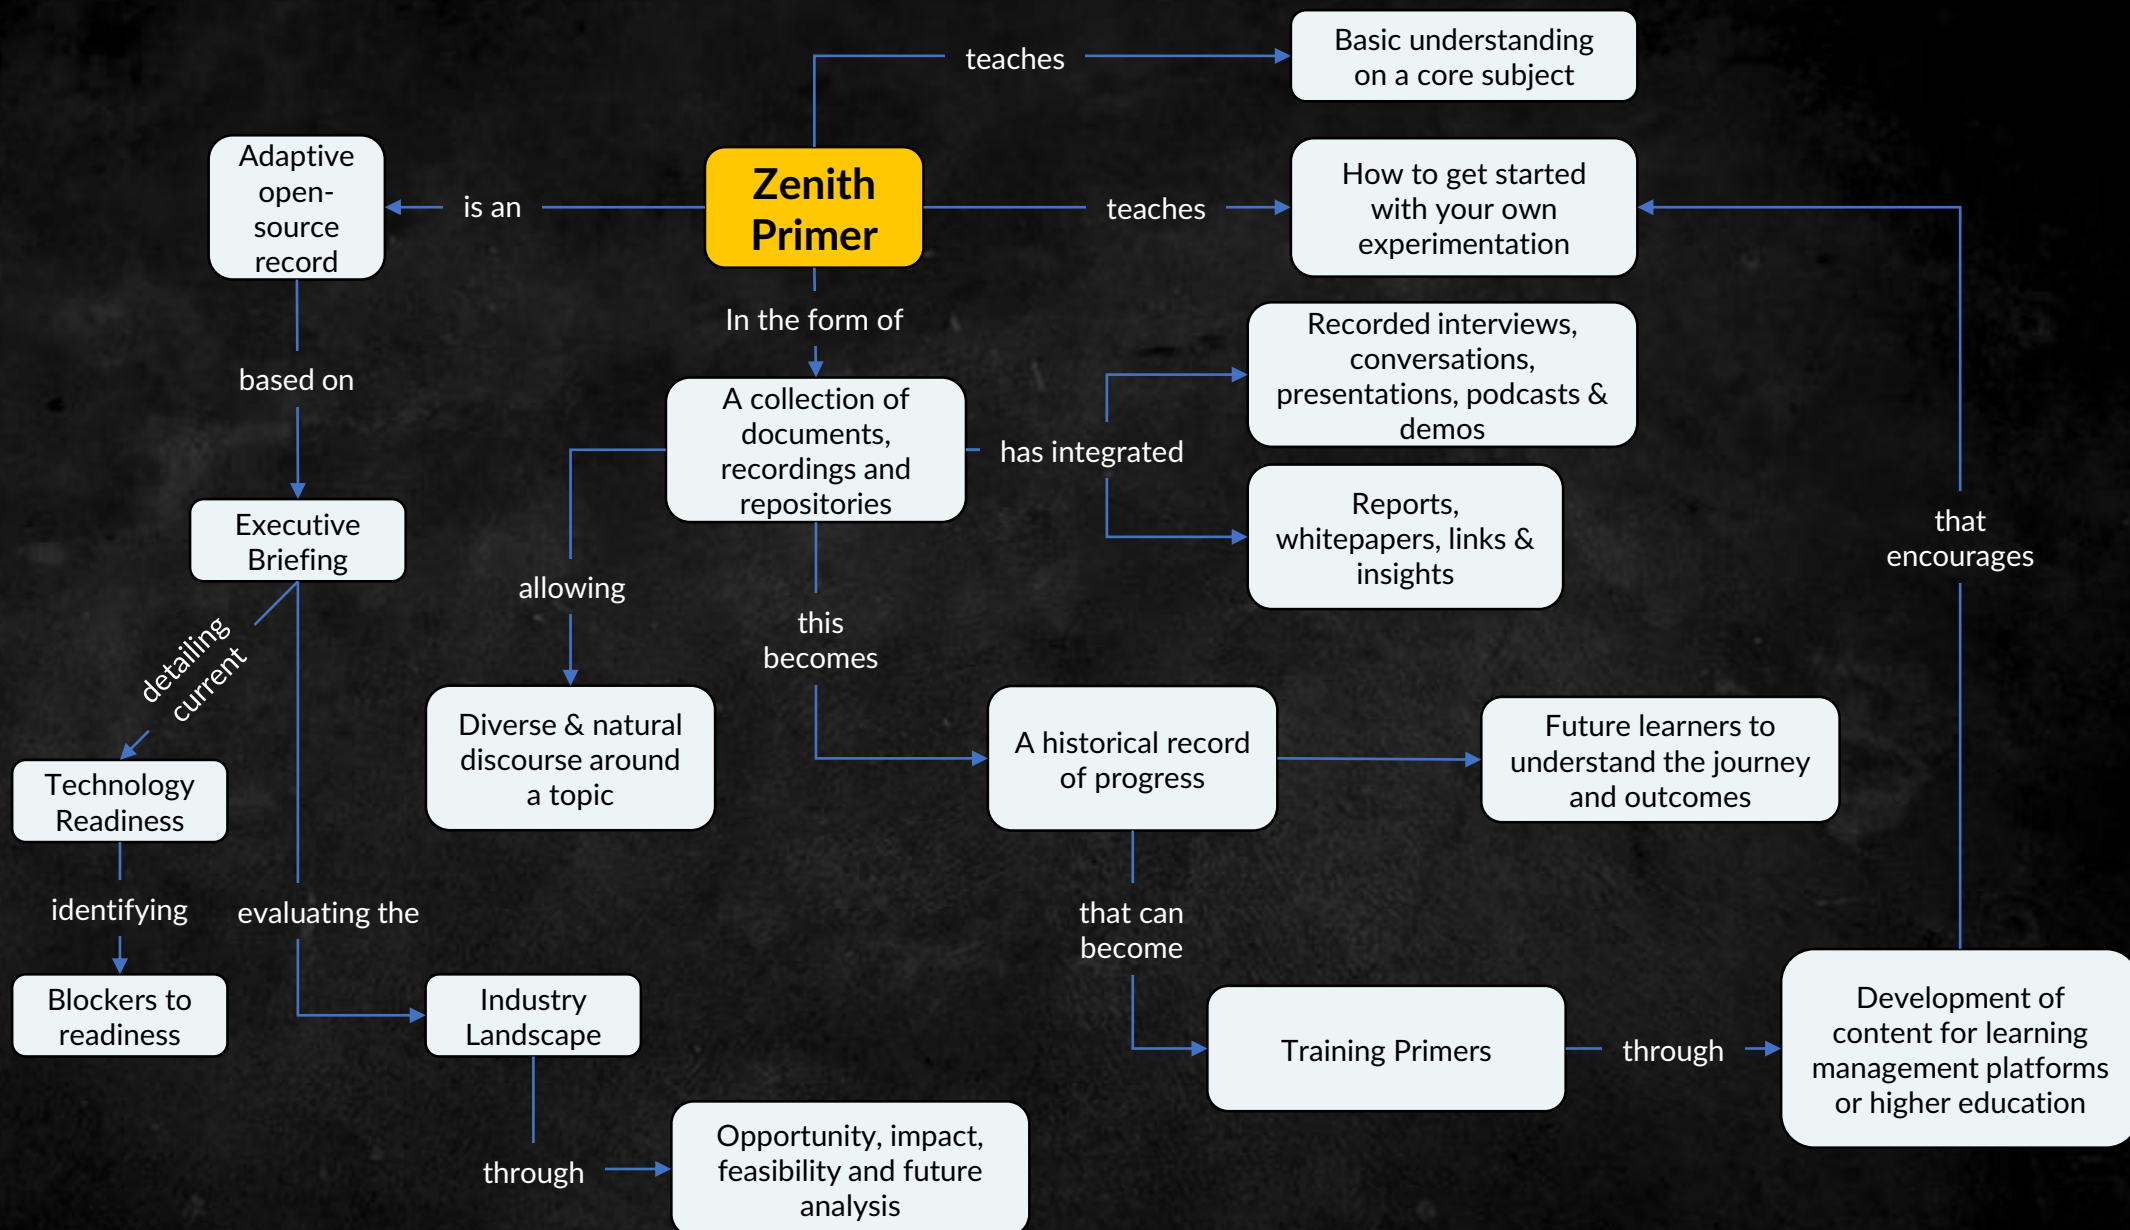 teaches
Basic understanding
on a core subject
Adaptive
open-
source
record
is an
Zenith
Primer
teaches
How to get started
with your own
experimentation
In the form of
based on
A collection of
documents,
recordings and
repositories
has integrated
Recorded interviews,
conversations,
presentations, podcasts &
demos
Reports,
whitepapers, links &
insights
that
encourages
Executive
Briefing
allowing
this
becomes
detailing
current
Technology
Readiness
Diverse & natural
discourse around
a topic
A historical record
of progress
Future learners to
understand the journey
and outcomes
identifying
evaluating the
that can
become
Blockers to
readiness
Industry
Landscape
Training Primers
through
Development of
content for learning
management platforms
or higher education
through
Opportunity, impact,
feasibility and future
analysis